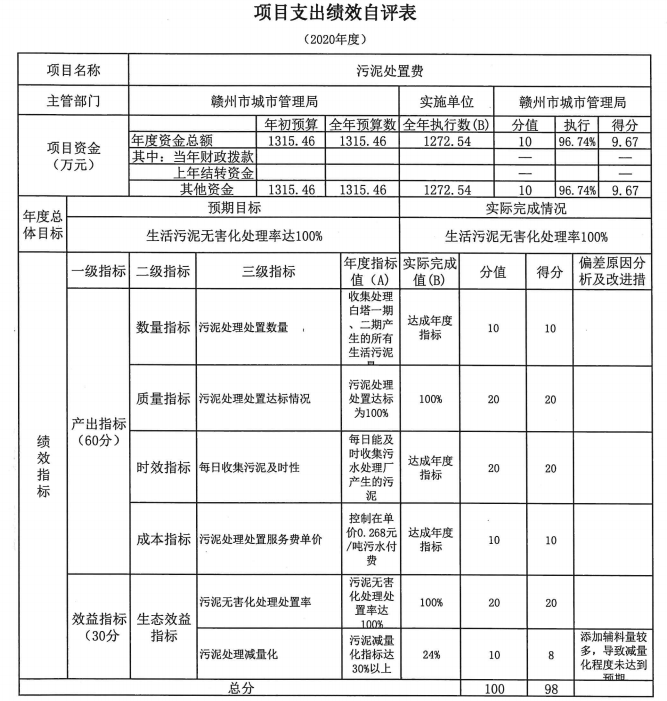 项目支出绩效自评表
（2020年度）
项目名称 污泥处置费
主管部门 赣州市城市管理局 实施单位 赣州市城市管理局
项目资金（万元） 年初预算 全年预算数 全年执行数(B) 分值 执行 得分
年度资金总额 1315.46 1315.46 1272.54 10 96.74% 9.67
其中：当年财政拨款 — —
上年结转资金 — —
其他资金 1315.46 1315.46 1272.54 10 96.74% 9.67
年度总体目标 预期目标 实际完成情况
生活污泥无害化处理率达100% 生活污泥无害化处理率100%
绩效指标 一级指标 二级指标 三级指标 年度指标值（A） 实际完成值(B) 分值 得分 偏差原因分析及改进措
产出指标（60分） 数量指标 污泥处理处置数量 收集处理白塔一期、二期产生的所有生活污泥 达成年度指标 10 10
质量指标 污泥处理处置达标情况 污泥处理处置达标为100% 100% 20 20
时效指标 每日收集污泥及时性 每日能及时收集污水处理厂产生的污泥 达成年度指标 20 20
成本指标 污泥处理处置服务费单价 控制在单价0.268元/吨污水付费 达成年度指标 10 10
效益指标（30分 生态效益指标 污泥无害化处理处置率 污泥无害化处理处置率达100% 100% 20 20
污泥处理减量化 污泥减量化指标达30%以上 24% 10 8 添加辅料量较多，导致减量化程度未达到预期
总分 100 98